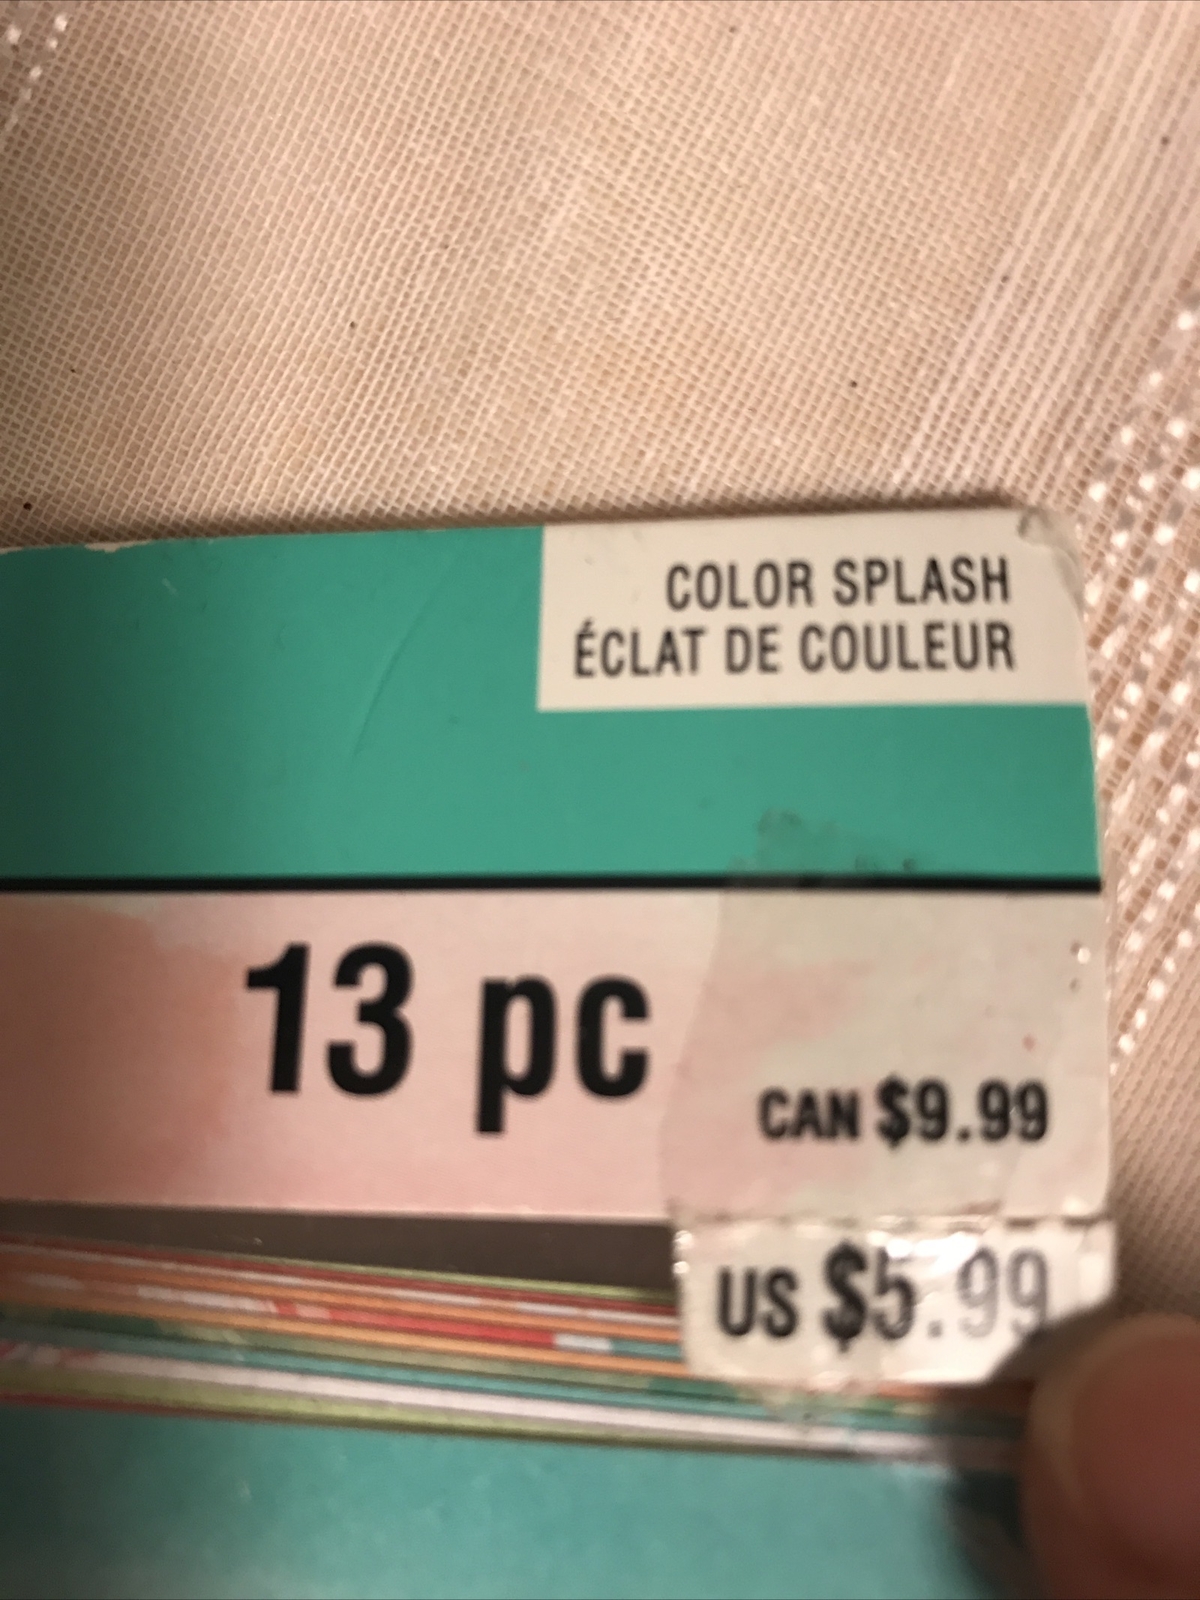 COLOR SPLASH
ÉCLAT DE COULEUR
13 pc
CAN $9.99
US $5.99